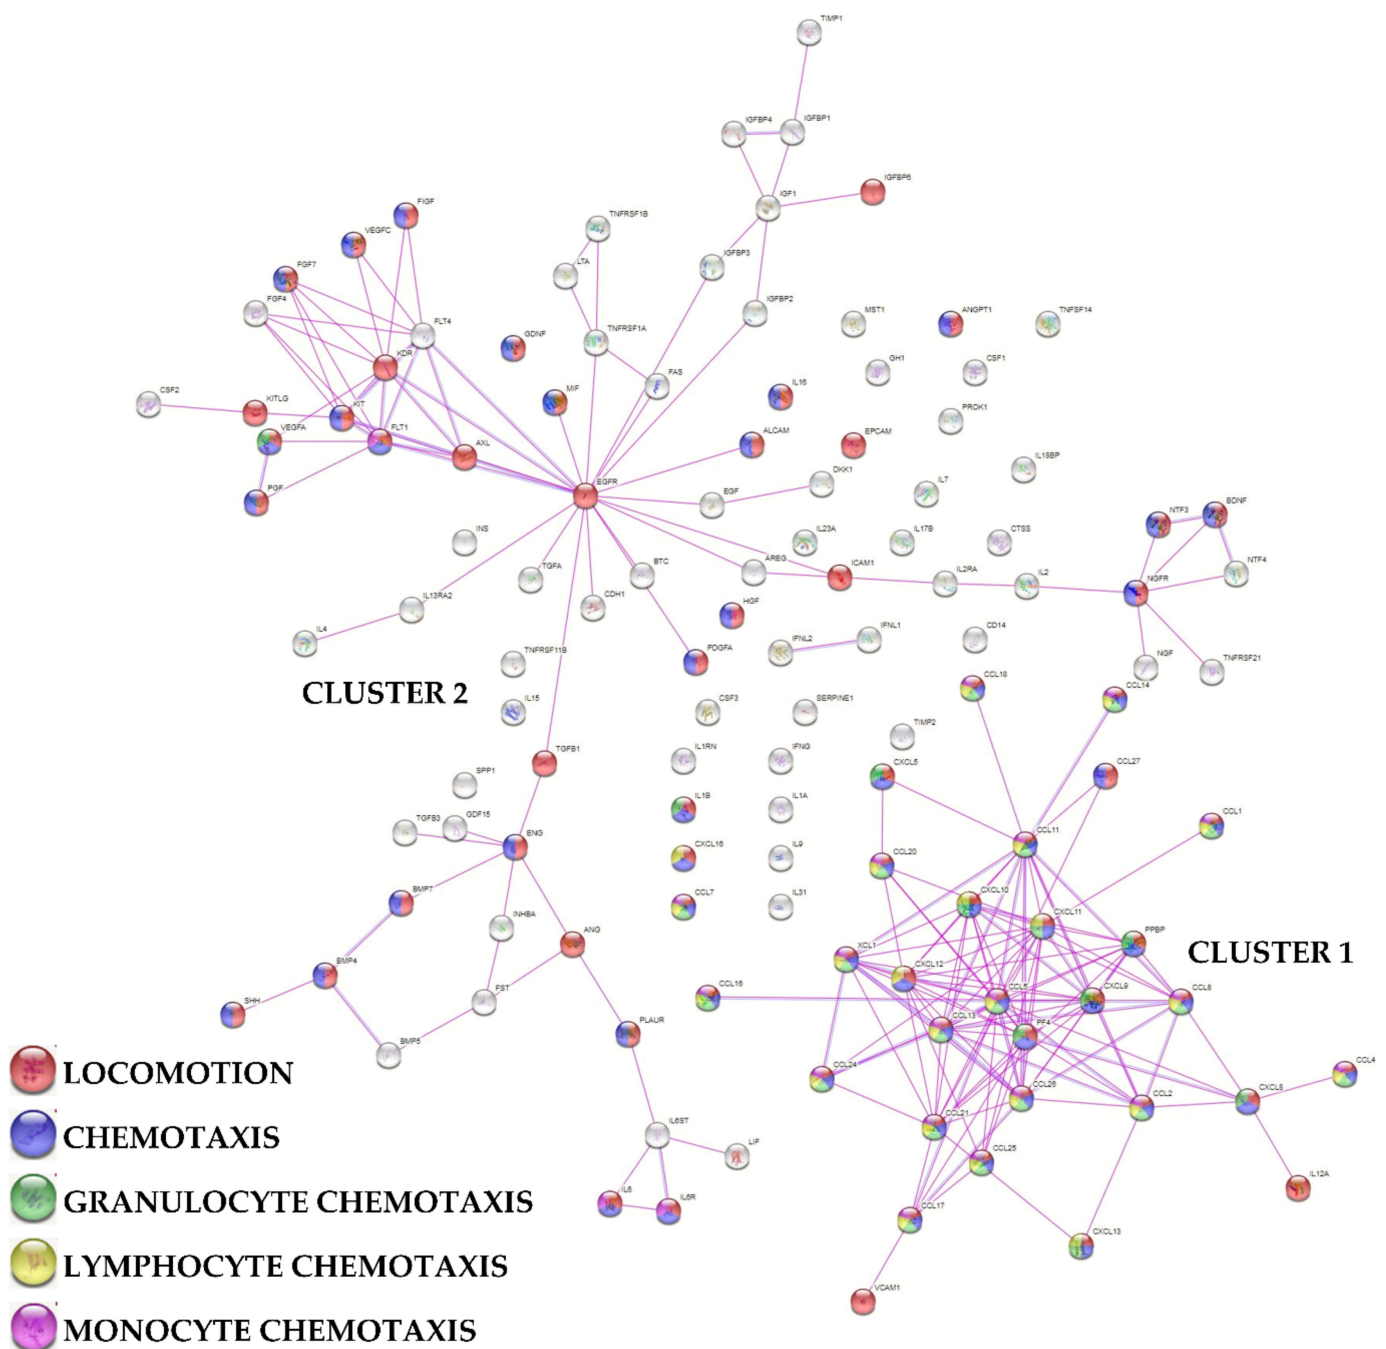 TIMP1
IGFBP4
IGFBP1
IGFBP6
IGF1
FIGF
TNFRSF1B
VEGFC
IGFBP3
LTA
FGF7
FGF4
IGFBP2
MST1
ANGPT1
TNFSF14
FLT4
GDNF
TNFRSF1A
KDR
FAS
GH1
CSF1
CSF2
KITLG
KIT
MIF
IL16
PROK1
VEGFA
FLT1
AXL
ALCAM
EPCAM
IL18BP
PGF
EGFR
EGF
DKK1
IL7
NTF3
BDNF
INS
IL23A
IL17B
CTSS
TGFA
BTC
AREG
ICAM1
IL2RA
IL2
NGFR
NTF4
IL13RA2
CDH1
HGF
IL4
IFNL2
IFNL1
CD14
TNFRSF11B
PDGFA
NGF
TNFRSF21
CLUSTER 2
CCL18
CCL14
IL15
CSF3
SERPINE1
TIMP2
TGFB1
IL1RN
IFNG
CXCL5
CCL27
SPP1
IL1B
IL1A
CCL1
TGFB3
GDF15
ENG
CCL11
CXCL16
IL9
CCL20
BMP7
CCL7
IL31
CXCL10
INHBA
ANG
CXCL11
PPBP
CLUSTER 1
XCL1
BMP4
CXCL12
FST
CCL16
CCL5
CXCL9
CCL8
SHH
PLAUR
CCL13
PF4
BMP5
LOCOMOTION
CCL24
CCL26
CCL2
CXCL8
CCL4
CHEMOTAXIS
IL6ST
LIF
CCL21
CCL25
IL12A
GRANULOCYTE CHEMOTAXIS
IL6
IL6R
CCL17
CXCL13
LYMPHOCYTE CHEMOTAXIS
VCAM1
MONOCYTE CHEMOTAXIS